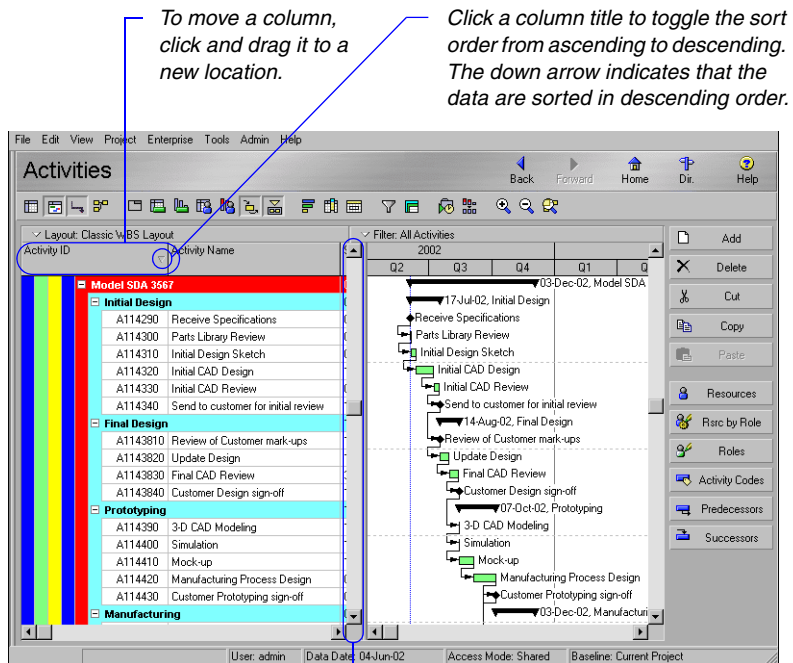 To move a column,
click and drag it to a
new location.
Click a column title to toggle the sort
order from ascending to descending.
The down arrow indicates that the
data are sorted in descending order.
File Edit View Project Enterprise Tools Admin Help
Activities
Back Forward Home Dir. Help
Layout: Classic WBS Layout
Filter: All Activities
Activity ID Activity Name
2002
Q2 Q3 Q4 Q1 Q
Model SDA 3567
03-Dec-02, Model SDA
Initial Design
17-Jul-02, Initial Design
A114290 Receive Specifications
Receive Specifications
A114300 Parts Library Review
Parts Library Review
A114310 Initial Design Sketch
Initial Design Sketch
A114320 Initial CAD Design
Initial CAD Design
A114330 Initial CAD Review
Initial CAD Review
A114340 Send to customer for initial review
Send to customer for initial review
Final Design
14-Aug-02, Final Design
A1143810 Review of Customer mark-ups
Review of Customer mark-ups
A1143820 Update Design
Update Design
A1143830 Final CAD Review
Final CAD Review
A1143840 Customer Design sign-off
Customer Design sign-off
Prototyping
07-Oct-02, Prototyping
A114390 3-D CAD Modeling
3-D CAD Modeling
A114400 Simulation
Simulation
A114410 Mock-up
Mock-up
A114420 Manufacturing Process Design
Manufacturing Process Design
A114430 Customer Prototyping sign-off
Customer Prototyping sign-off
Manufacturing
03-Dec-02, Manufacturi
Add
Delete
Cut
Copy
Paste
Resources
Rsrc by Role
Roles
Activity Codes
Predecessors
Successors
User: admin Data Date: 04-Jun-02 Access Mode: Shared Baseline: Current Project